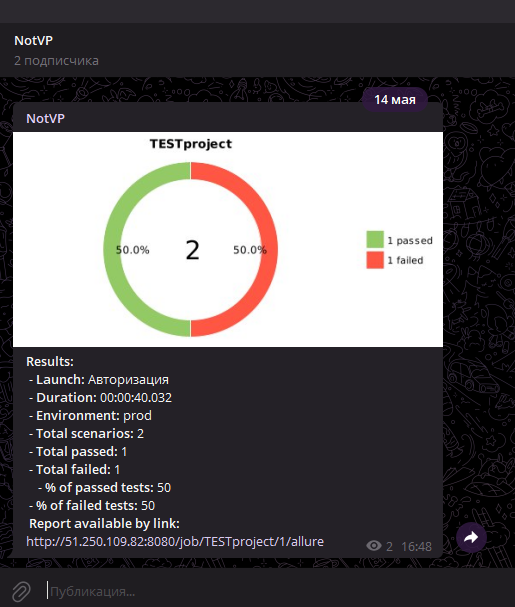 NotVP
2 подписчика
14 мая
NotVP
TESTproject
50.0%
2
50.0%
1 passed
1 failed
Results:
- Launch: Авторизация
- Duration: 00:00:40.032
- Environment: prod
- Total scenarios: 2
- Total passed: 1
- Total failed: 1
- % of passed tests: 50
- % of failed tests: 50
Report available by link:
http://51.250.109.82:8080/job/TESTproject/1/allure
2 16:48
Публикация...